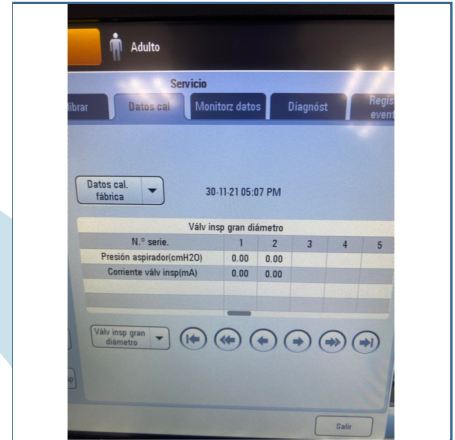 Adulto
Servicio
Datos cal
Monitorz datos
Diagnóst
Datos cal. fábrica
30-11-21 05:07 PM
Válv insp gran diámetro
N.° serie. 1 2 3 4 5
Presión aspirador(cmH2O) 0.00 0.00
Corriente válv insp(mA) 0.00 0.00
Válv insp gran
diámetro
Salir